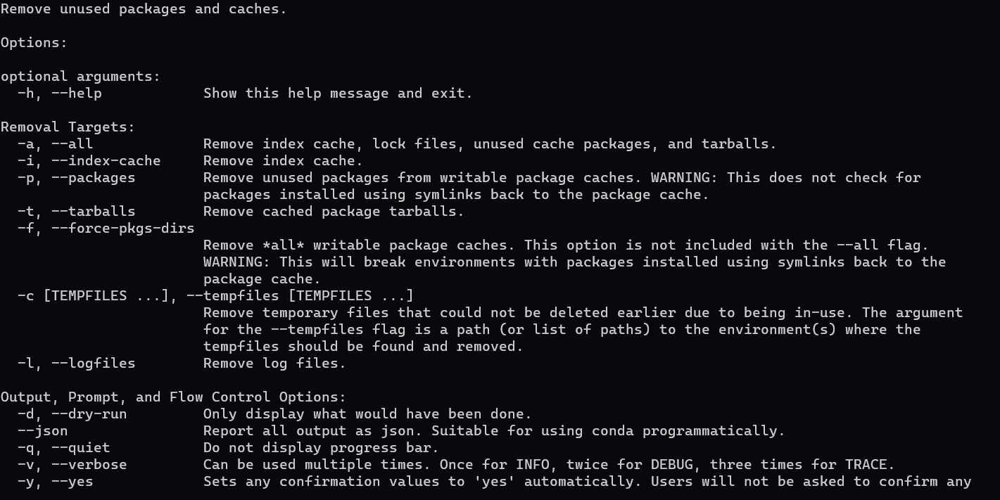 Remove unused packages and caches.
Options:
optional arguments:
-h, --help Show this help message and exit.
Removal Targets:
-a, --all Remove index cache, lock files, unused cache packages, and tarballs.
-i, --index-cache Remove index cache.
-p, --packages Remove unused packages from writable package caches. WARNING: This does not check for
packages installed using symlinks back to the package cache.
-t, --tarballs Remove cached package tarballs.
-f, --force-pkgs-dirs
Remove *all* writable package caches. This option is not included with the --all flag.
WARNING: This will break environments with packages installed using symlinks back to the
package cache.
-c [TEMPFILES ...], --tempfiles [TEMPFILES ...]
Remove temporary files that could not be deleted earlier due to being in-use. The argument
for the --tempfiles flag is a path (or list of paths) to the environment(s) where the
tempfiles should be found and removed.
-l, --logfiles Remove log files.
Output, Prompt, and Flow Control Options:
-d, --dry-run Only display what would have been done.
--json Report all output as json. Suitable for using conda programmatically.
-q, --quiet Do not display progress bar.
-v, --verbose Can be used multiple times. Once for INFO, twice for DEBUG, three times for TRACE.
-y, --yes Sets any confirmation values to 'yes' automatically. Users will not be asked to confirm any